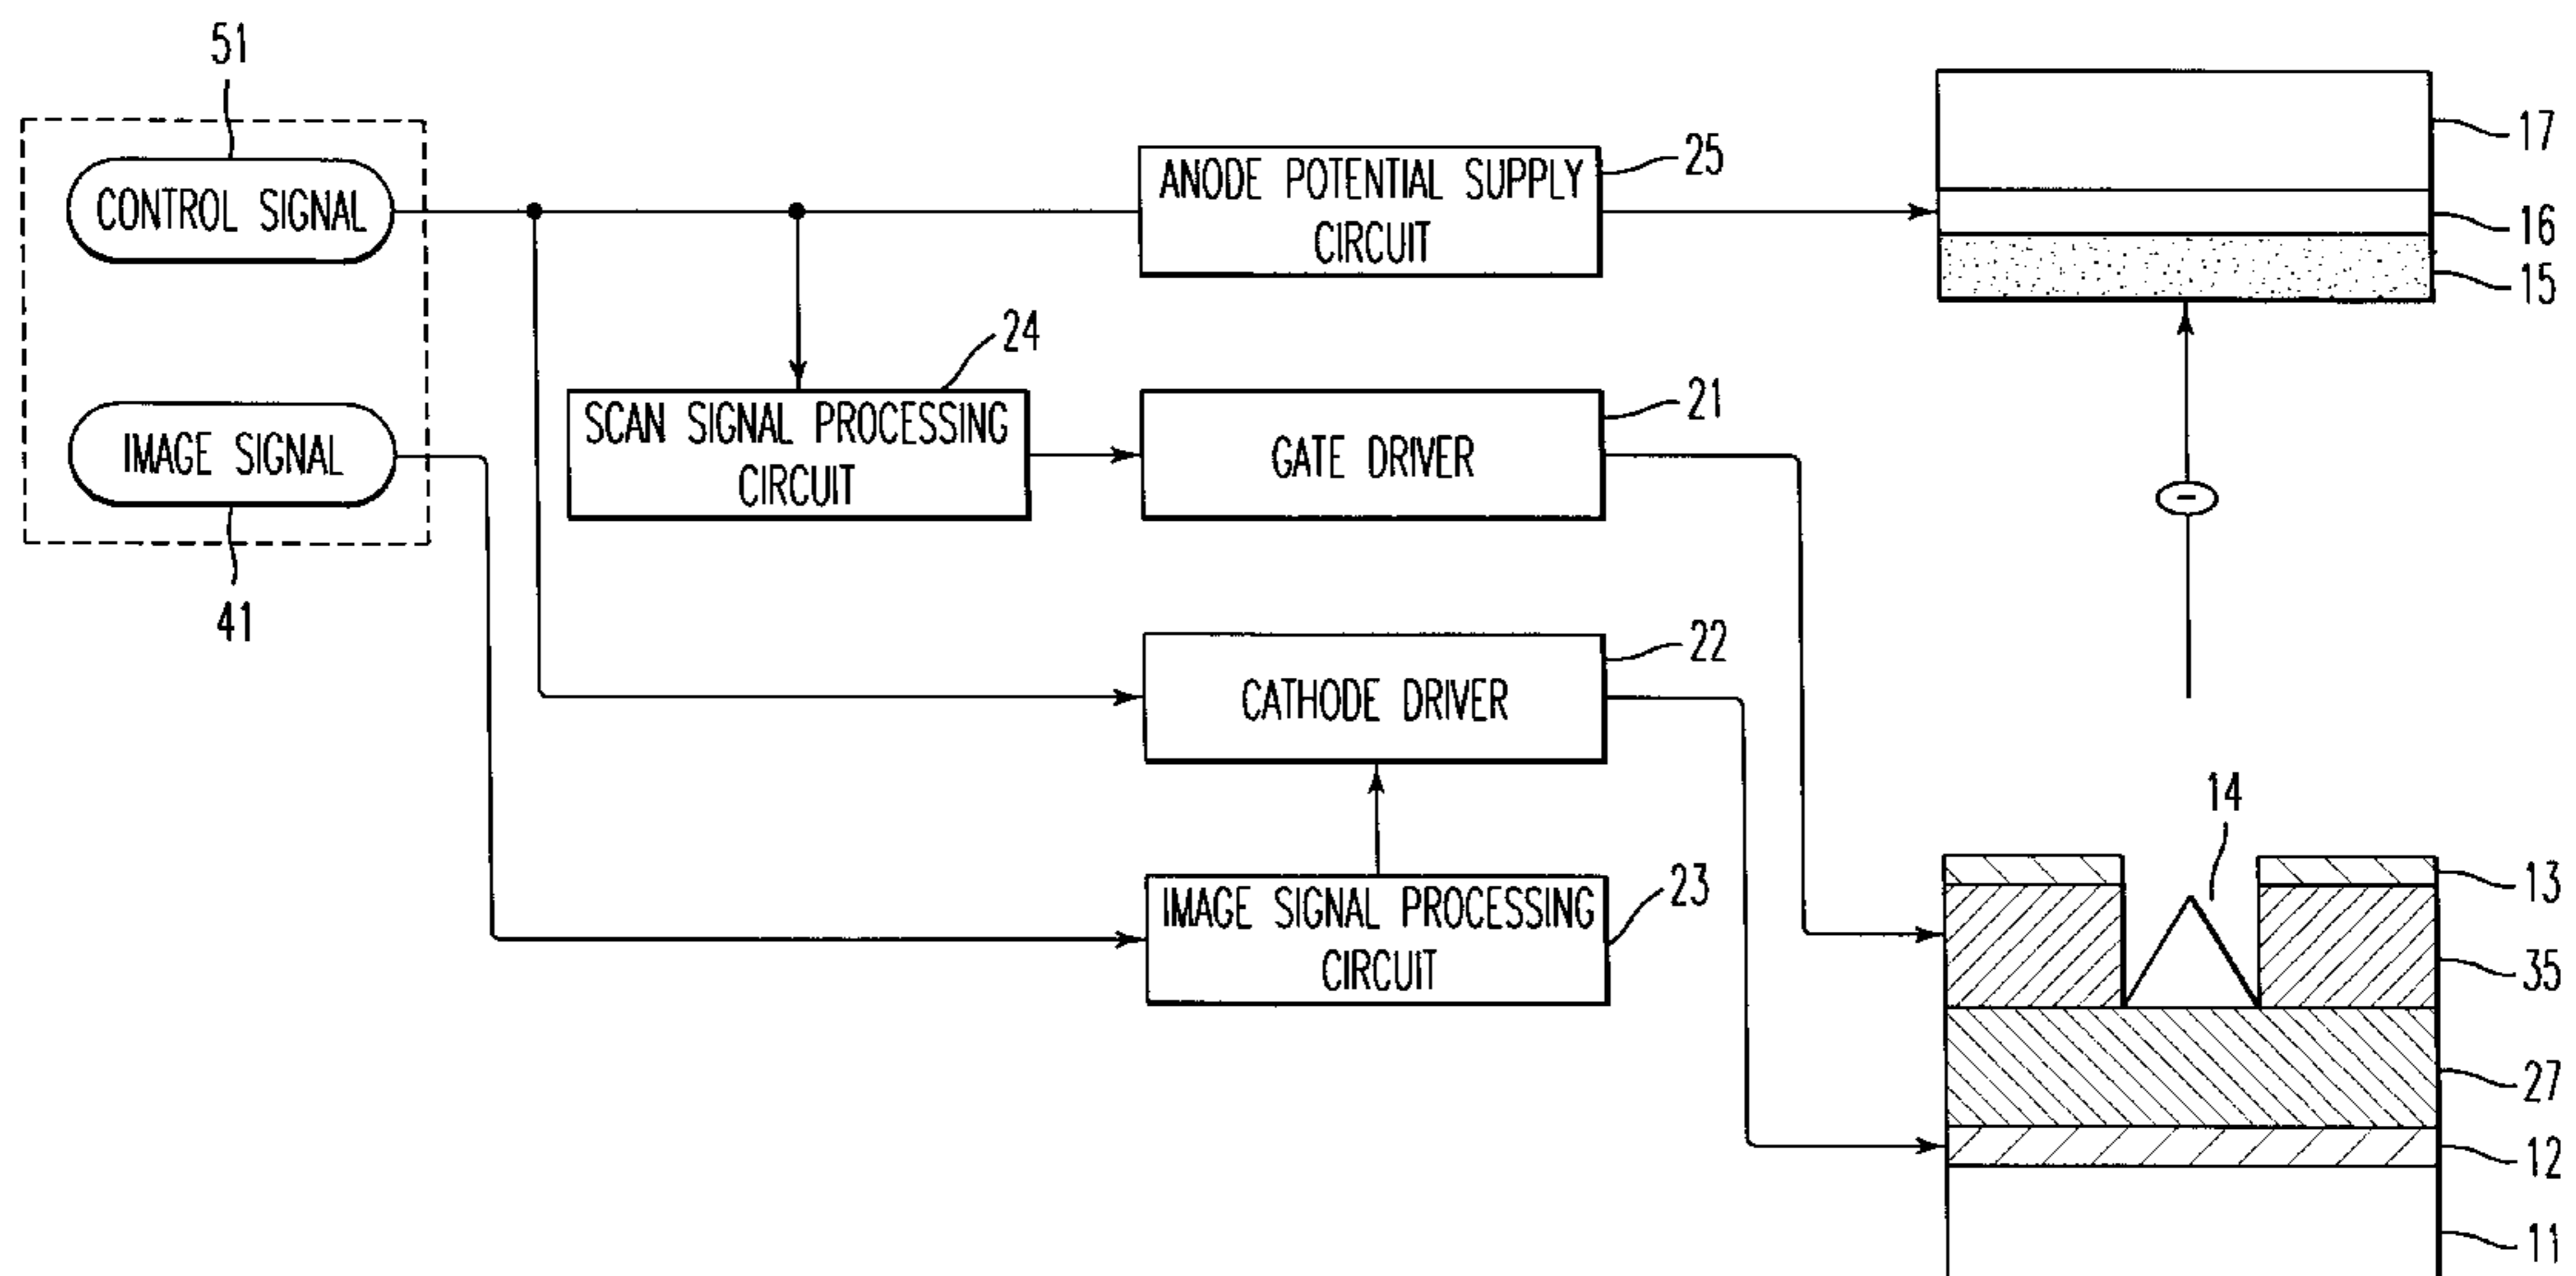 51
CONTROL SIGNAL
IMAGE SIGNAL
41
ANODE POTENTIAL SUPPLY
CIRCUIT
25
24
SCAN SIGNAL PROCESSING
CIRCUIT
GATE DRIVER
21
CATHODE DRIVER
22
IMAGE SIGNAL PROCESSING
CIRCUIT
23
17
16
15
-
14
13
35
27
12
11